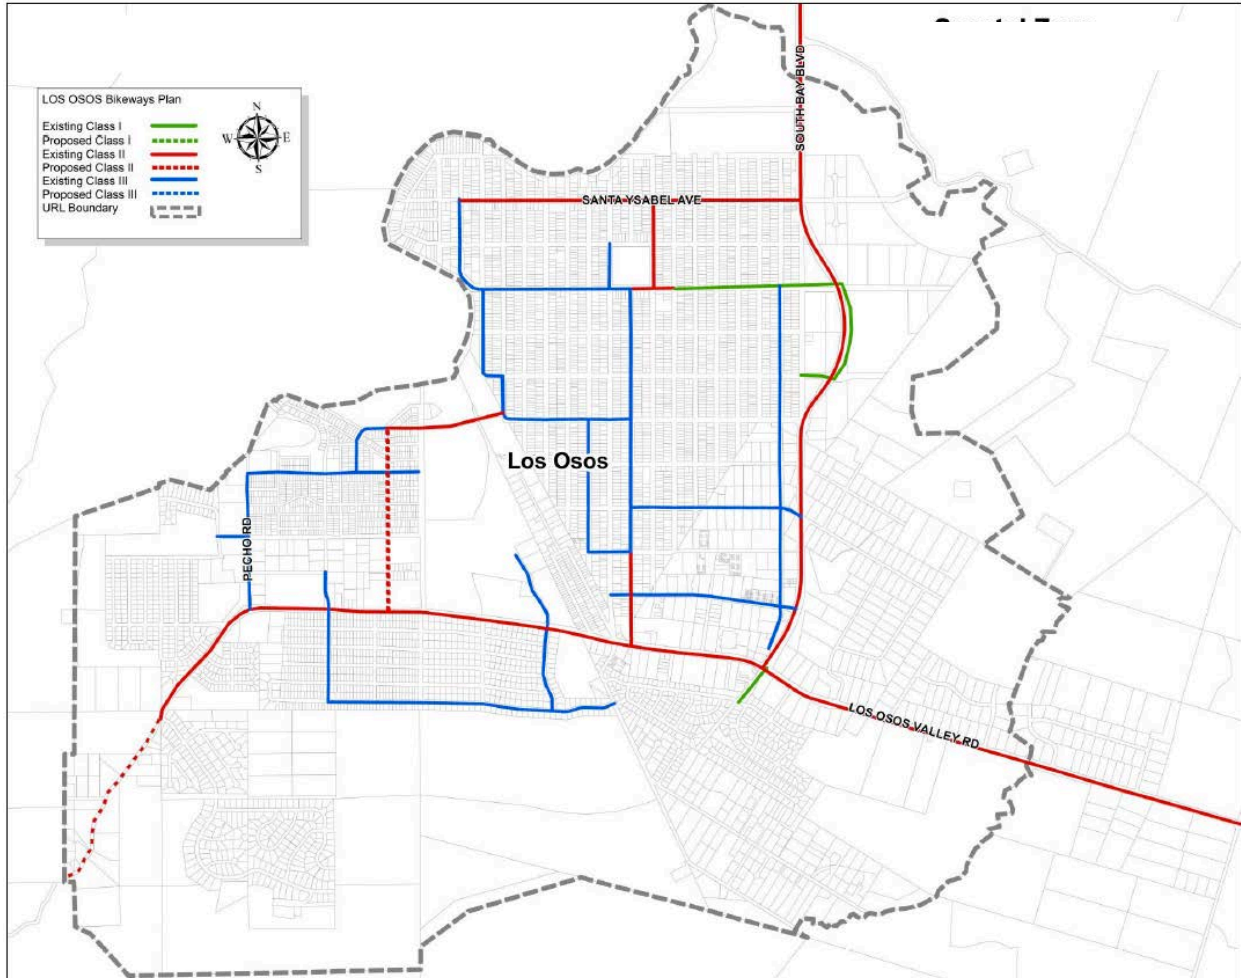 LOS OSOS Bikeways Plan
Existing Class I
Proposed Class I
Existing Class II
Proposed Class II
Existing Class III
Proposed Class III
URL Boundary
N
W
E
S
SOUTH BAY BLVD
SANTA YSABEL AVE
Los Osos
PECHO RD
LOS OSOS VALLEY RD